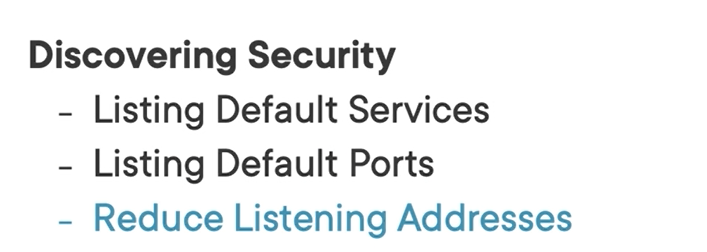 Discovering Security
– Listing Default Services
– Listing Default Ports
– Reduce Listening Addresses